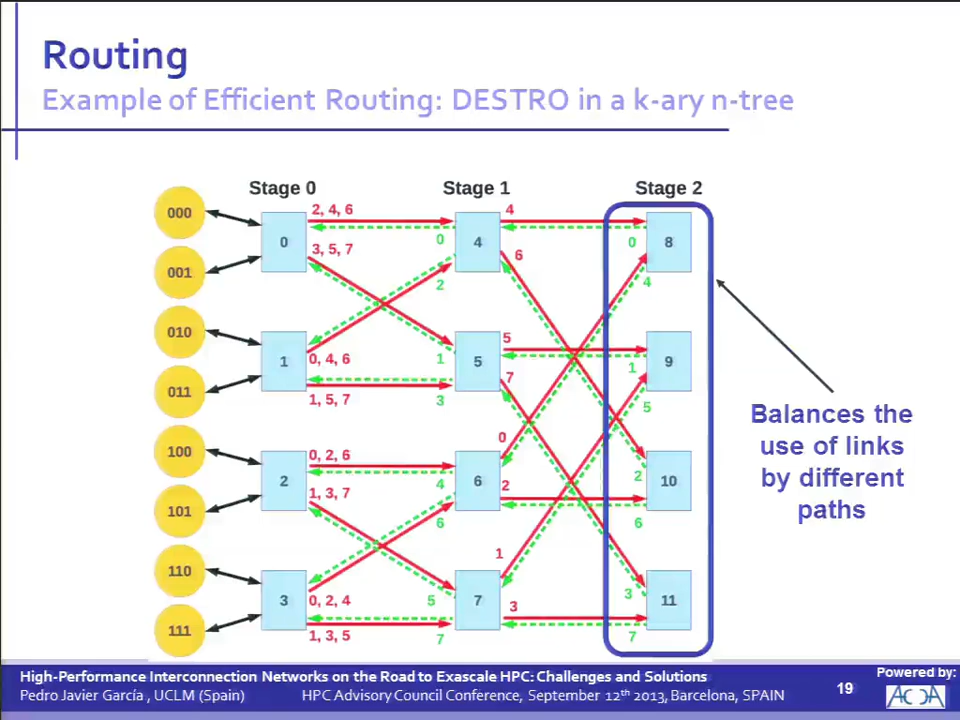 Routing
Example of Efficient Routing: DESTRO in a k-ary n-tree
Stage 0 Stage 1 Stage 2
000
001
010
011
100
101
110
111
0
1
2
3
2, 4, 6
3, 5, 7
0, 4, 6
1, 5, 7
0, 2, 6
1, 3, 7
0, 2, 4
1, 3, 5
0
2
1
3
4
6
5
7
4
5
6
7
4
6
5
7
0
2
1
3
0
4
1
5
2
6
3
7
8
9
10
11
Balances the
use of links
by different
paths
High-Performance Interconnection Networks on the Road to Exascale HPC: Challenges and Solutions
Pedro Javier García , UCLM (Spain) HPC Advisory Council Conference, September 12th 2013, Barcelona, SPAIN
19
Powered by:
ACCA